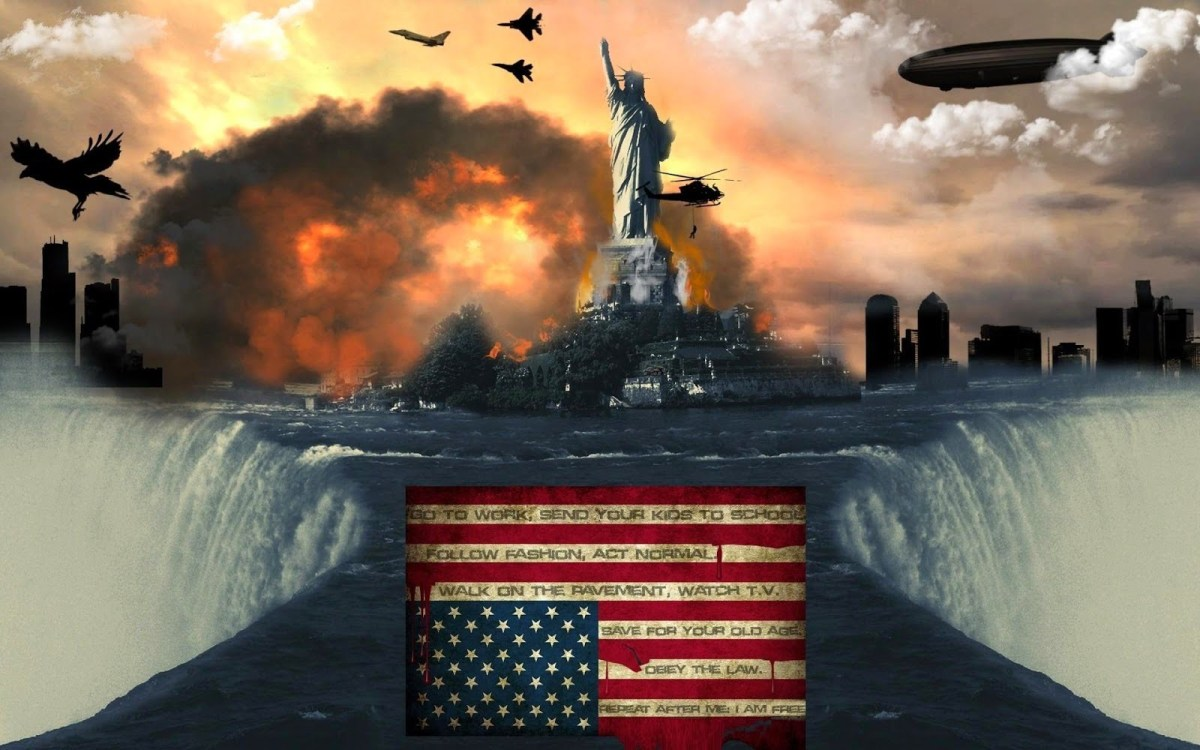 GO TO WORK, SEND YOUR KIDS TO SCHOOL
FOLLOW FASHION, ACT NORMAL.
WALK ON THE PAVEMENT, WATCH T.V.
SAVE FOR YOUR OLD AGE.
OBEY THE LAW.
REPEAT AFTER ME: I AM FREE